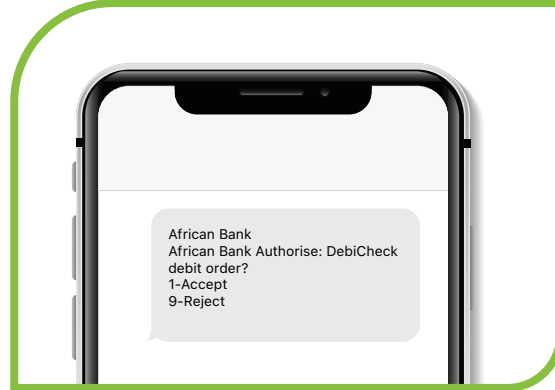 African Bank
African Bank Authorise: DebiCheck
debit order?
1-Accept
9-Reject